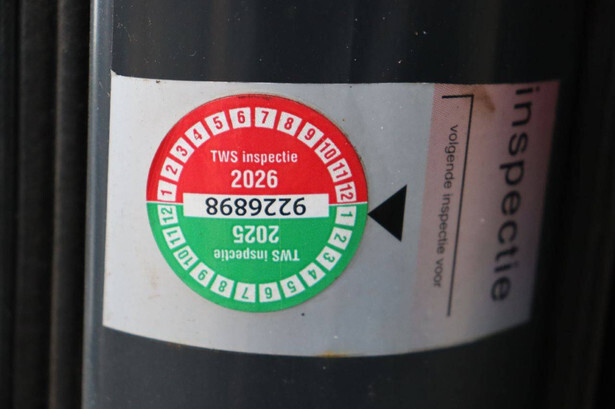 1 2 3 4 5 6 7 8 9 10 11 12
TWS inspectie
2026
9226898
TWS inspectie
2025
1 2 3 4 5 6 7 8 9 10 11 12
inspectie
volgende inspectie voor